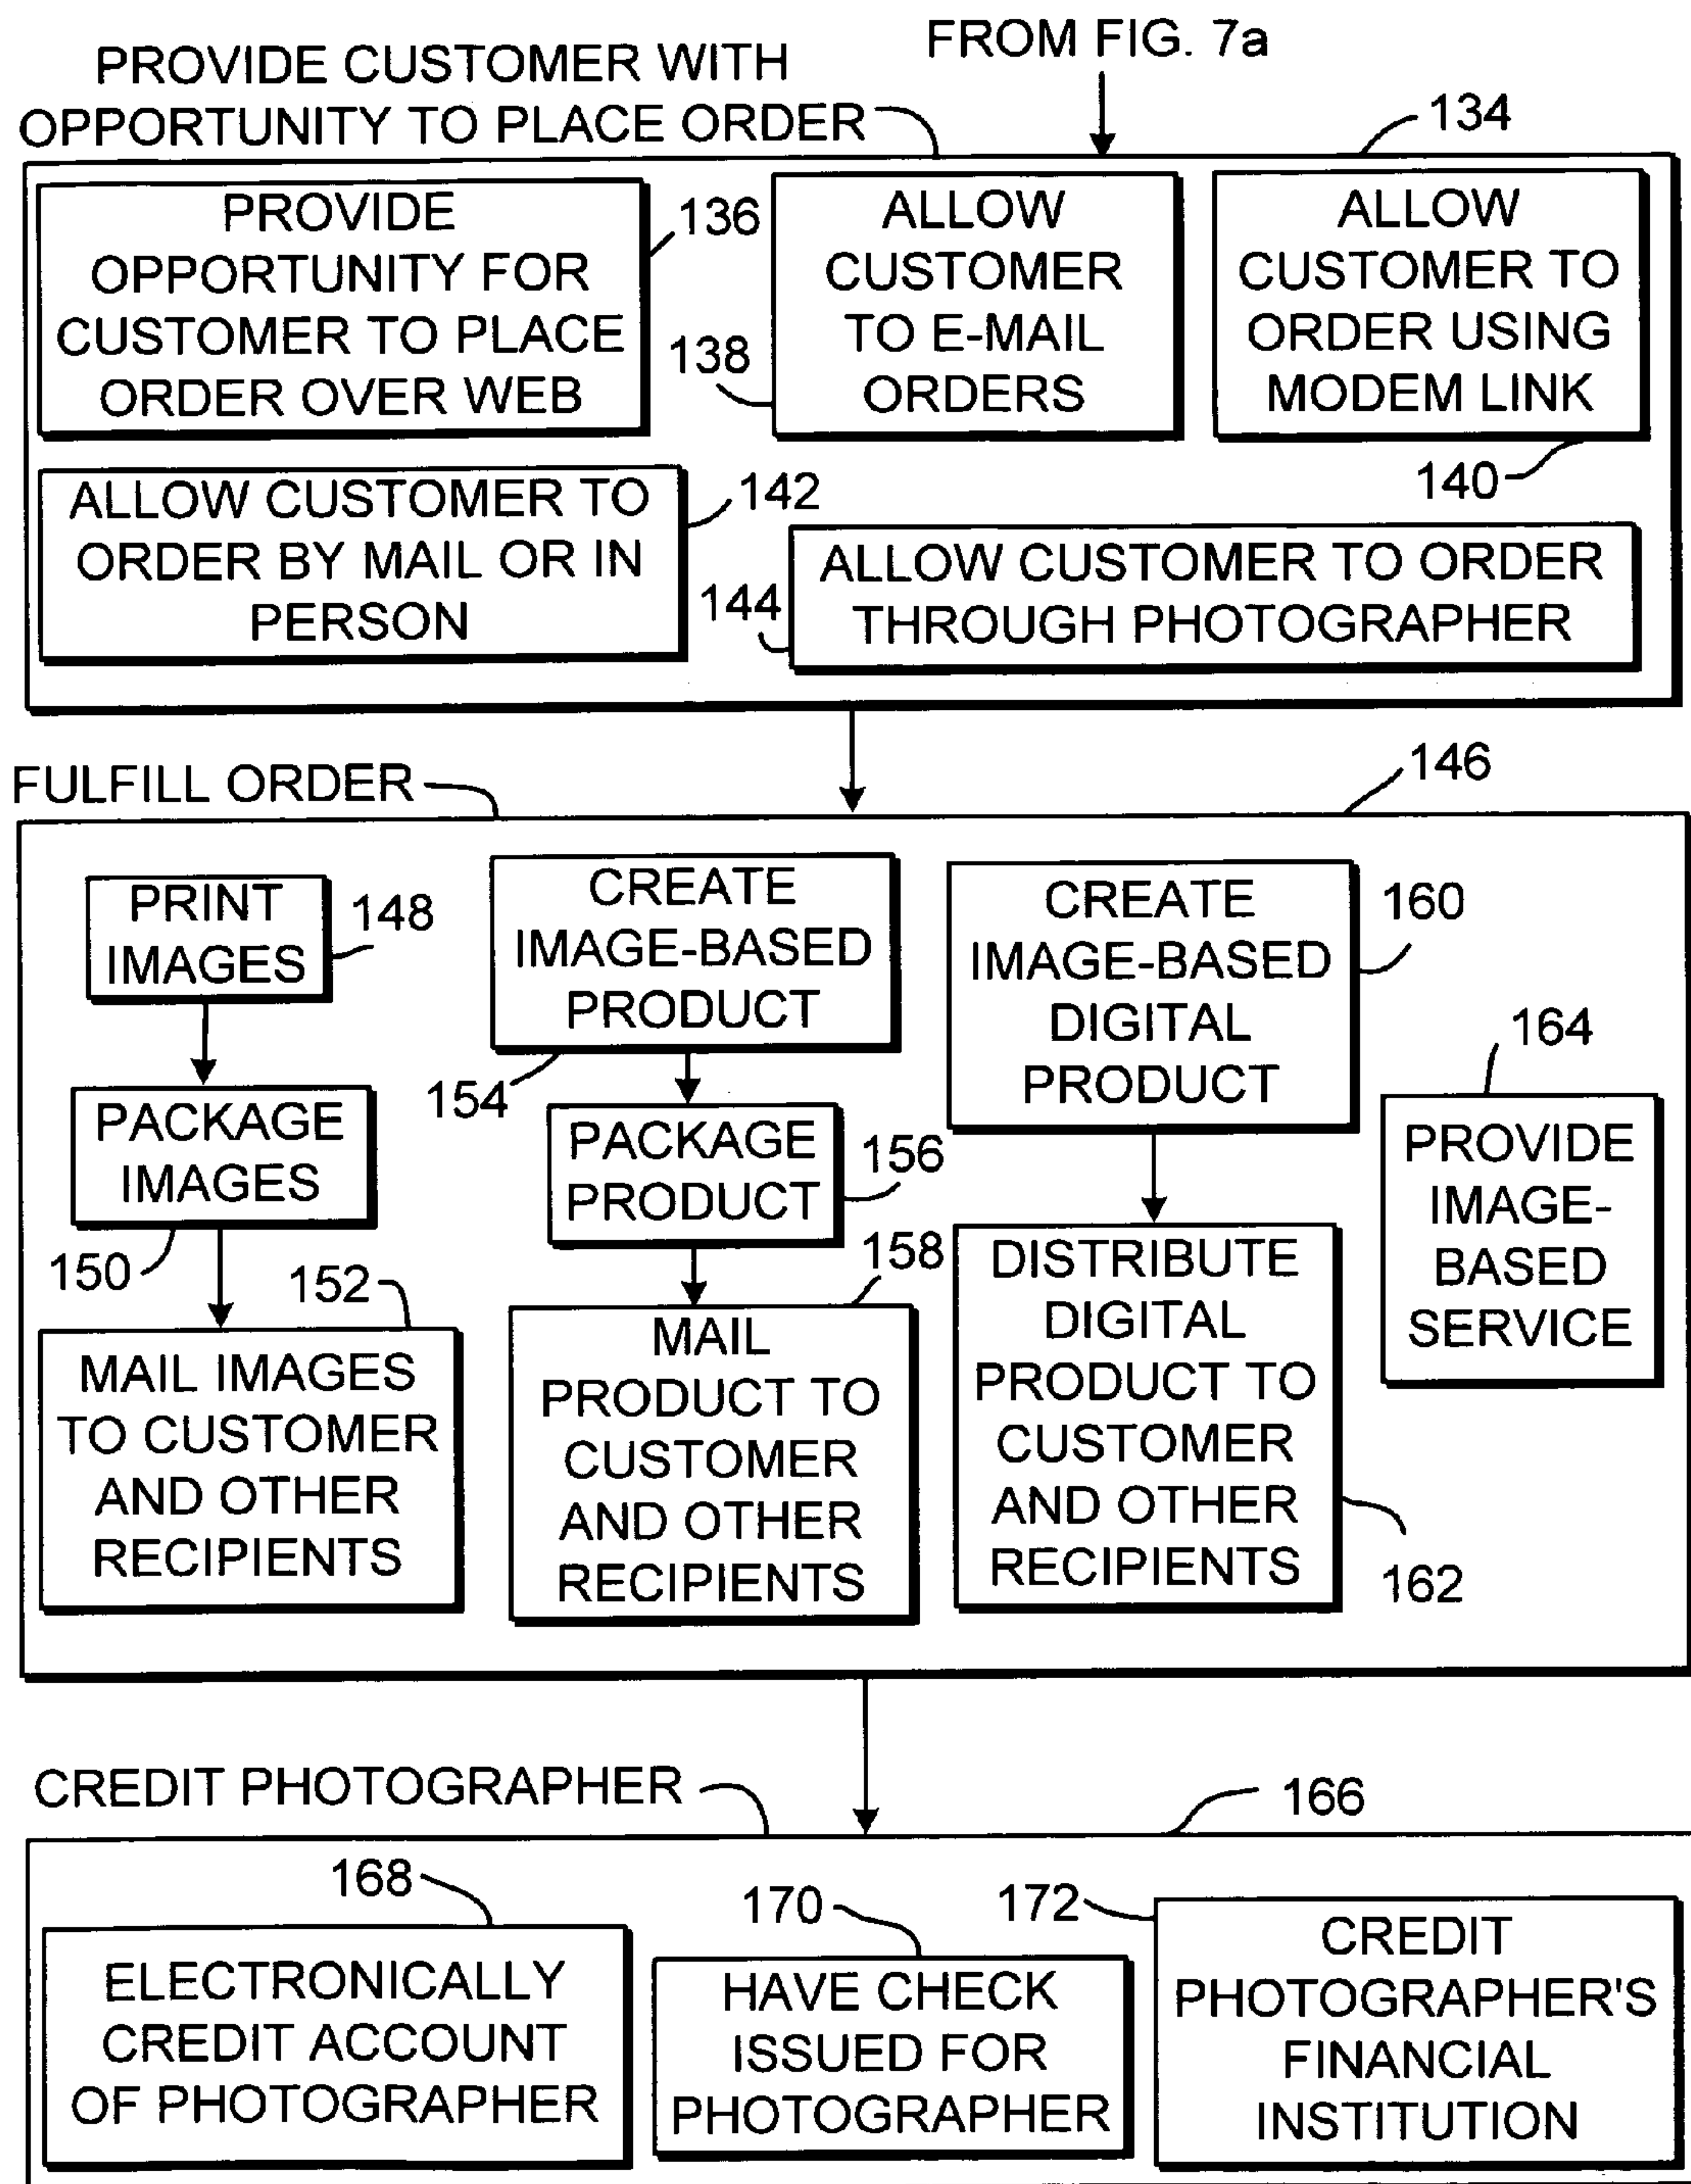 FROM FIG. 7a
PROVIDE CUSTOMER WITH
OPPORTUNITY TO PLACE ORDER
134
PROVIDE
OPPORTUNITY FOR
CUSTOMER TO PLACE
ORDER OVER WEB
136
ALLOW
CUSTOMER
TO E-MAIL
ORDERS
138
ALLOW
CUSTOMER TO
ORDER USING
MODEM LINK
140
ALLOW CUSTOMER TO
ORDER BY MAIL OR IN
PERSON
142
ALLOW CUSTOMER TO ORDER
THROUGH PHOTOGRAPHER
144
FULFILL ORDER
146
PRINT
IMAGES
148
PACKAGE
IMAGES
150
152
MAIL IMAGES
TO CUSTOMER
AND OTHER
RECIPIENTS
CREATE
IMAGE-BASED
PRODUCT
154
PACKAGE
PRODUCT
156
158
MAIL
PRODUCT TO
CUSTOMER
AND OTHER
RECIPIENTS
CREATE
IMAGE-BASED
DIGITAL
PRODUCT
160
DISTRIBUTE
DIGITAL
PRODUCT TO
CUSTOMER
AND OTHER
RECIPIENTS
162
164
PROVIDE
IMAGE-
BASED
SERVICE
CREDIT PHOTOGRAPHER
166
168
ELECTRONICALLY
CREDIT ACCOUNT
OF PHOTOGRAPHER
170
HAVE CHECK
ISSUED FOR
PHOTOGRAPHER
172
CREDIT
PHOTOGRAPHER'S
FINANCIAL
INSTITUTION